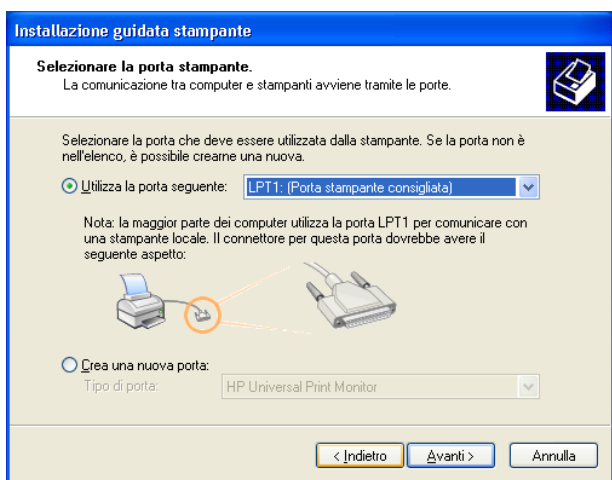 Installazione guidata stampante
Selezionare la porta stampante.
La comunicazione tra computer e stampanti avviene tramite le porte.
Selezionare la porta che deve essere utilizzata dalla stampante. Se la porta non è
nell'elenco, è possibile crearne una nuova.
Utilizza la porta seguente: LPT1: (Porta stampante consigliata)
Nota: la maggior parte dei computer utilizza la porta LPT1 per comunicare con
una stampante locale. Il connettore per questa porta dovrebbe avere il
seguente aspetto:
Crea una nuova porta:
Tipo di porta: HP Universal Print Monitor
< Indietro Avanti > Annulla